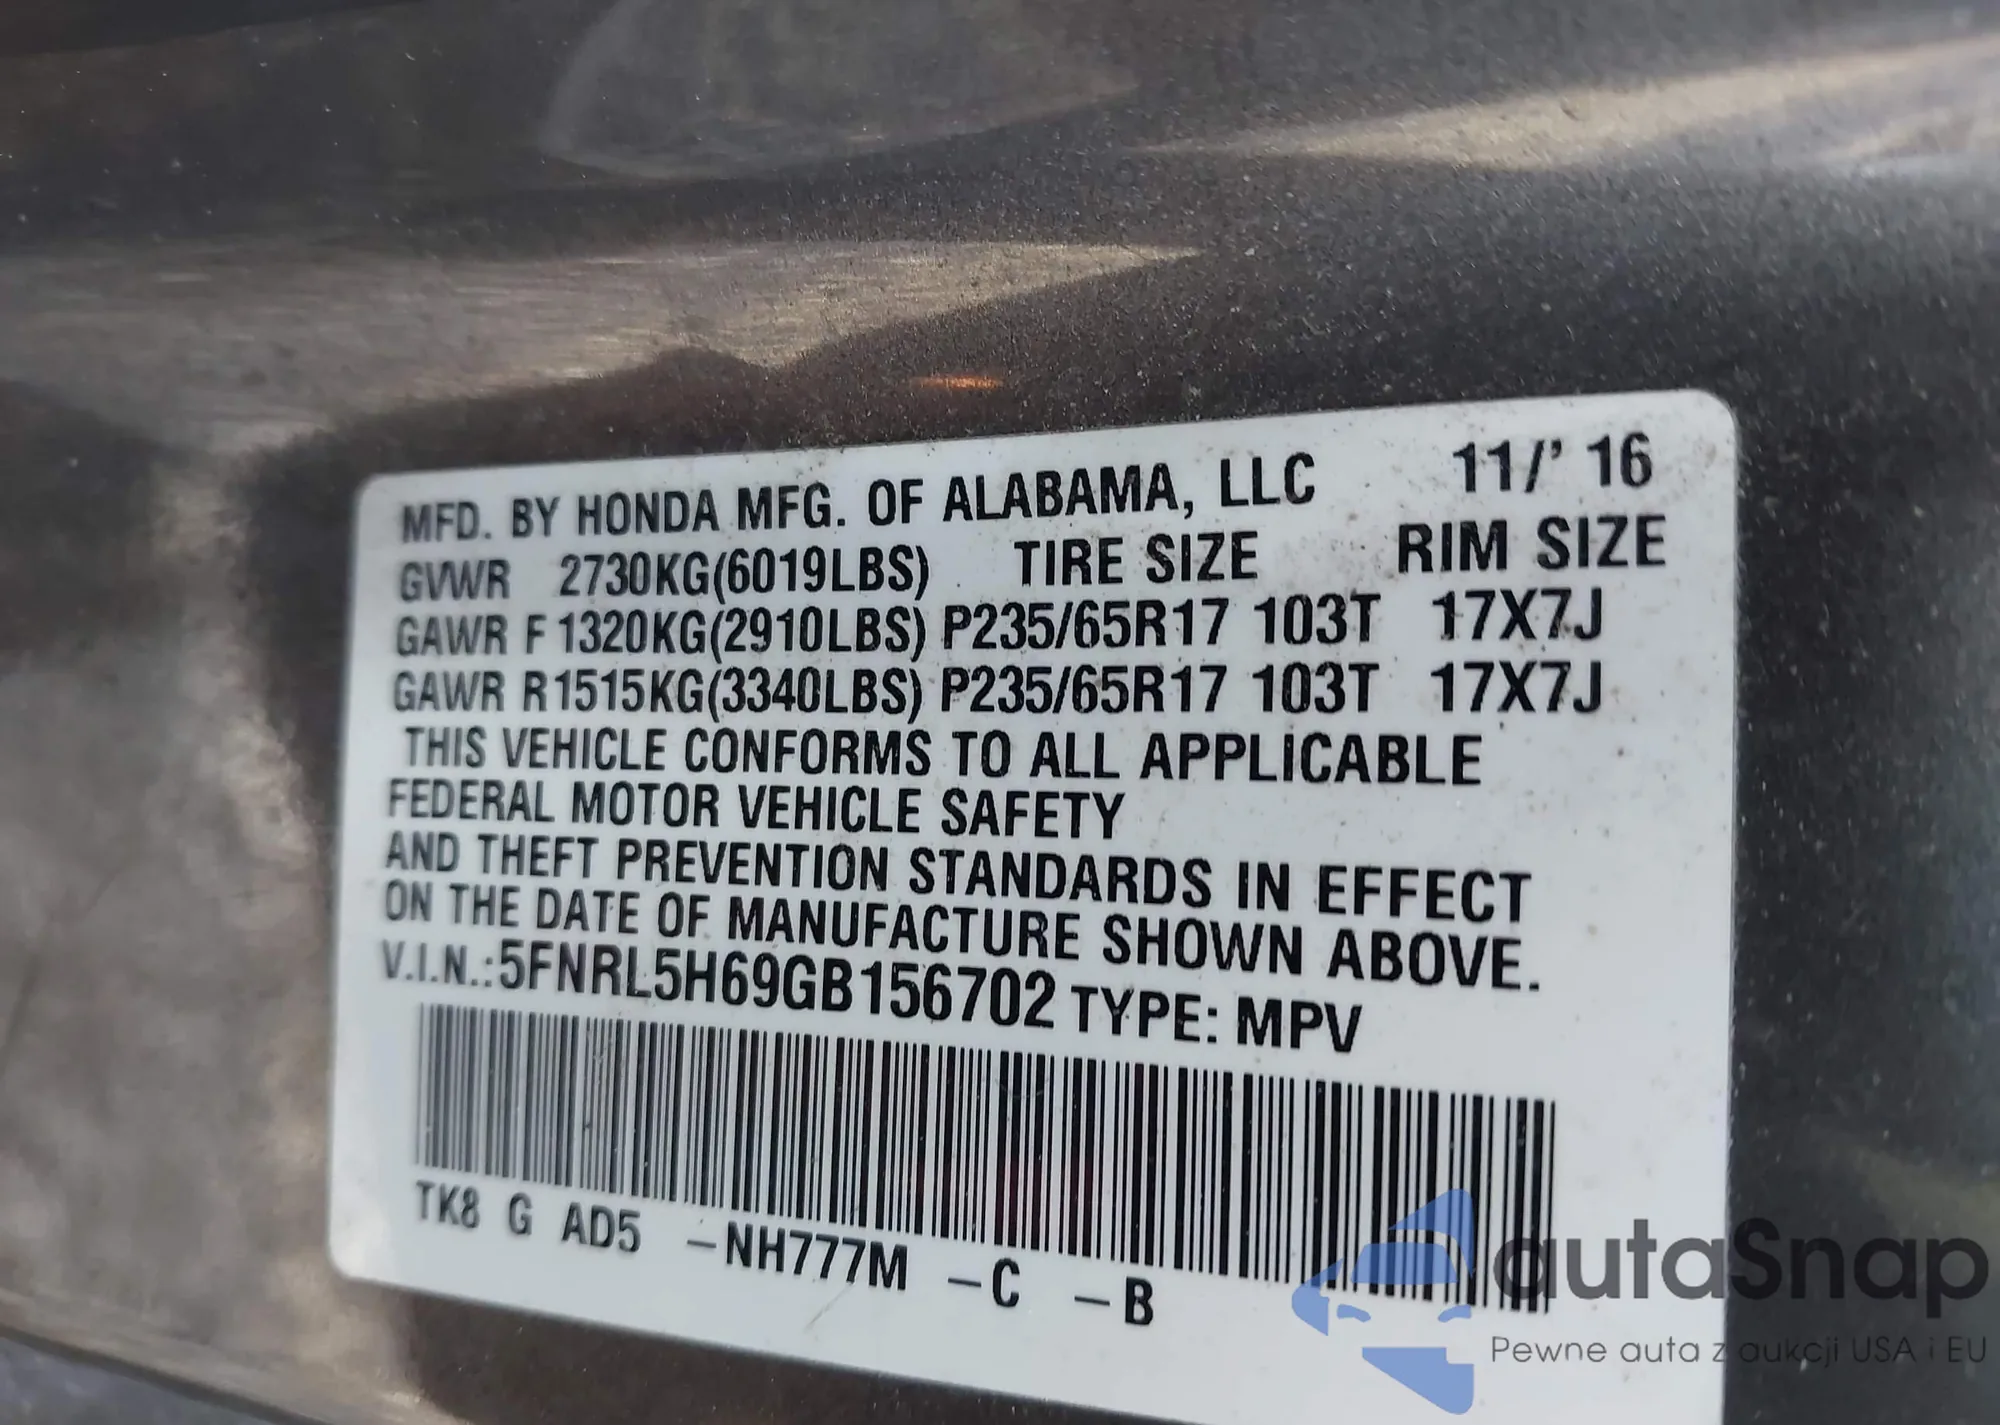 MFD. BY HONDA MFG. OF ALABAMA, LLC 11/' 16
GVWR 2730KG(6019LBS) TIRE SIZE RIM SIZE
GAWR F 1320KG(2910LBS) P235/65R17 103T 17X7J
GAWR R1515KG(3340LBS) P235/65R17 103T 17X7J
THIS VEHICLE CONFORMS TO ALL APPLICABLE
FEDERAL MOTOR VEHICLE SAFETY
AND THEFT PREVENTION STANDARDS IN EFFECT
ON THE DATE OF MANUFACTURE SHOWN ABOVE.
V.I.N.:5FNRL5H69GB156702 TYPE: MPV
TK8 G AD5 -NH777M -C -B
autaSnap
Pewne auta z aukcji USA i EU